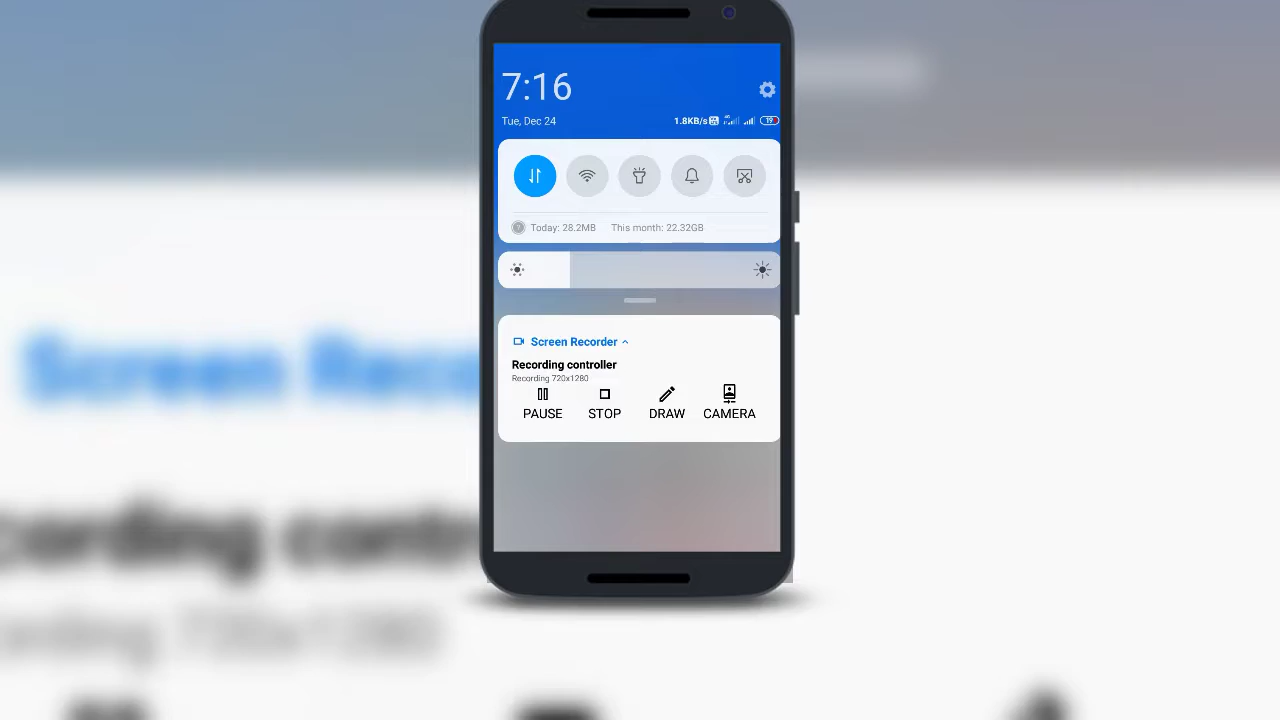 7:16
Tue, Dec 24
1.8KB/s
19
Today: 28.2MB This month: 22.32GB
Screen Recorder
Recording controller
Recording 720x1280
PAUSE STOP DRAW CAMERA